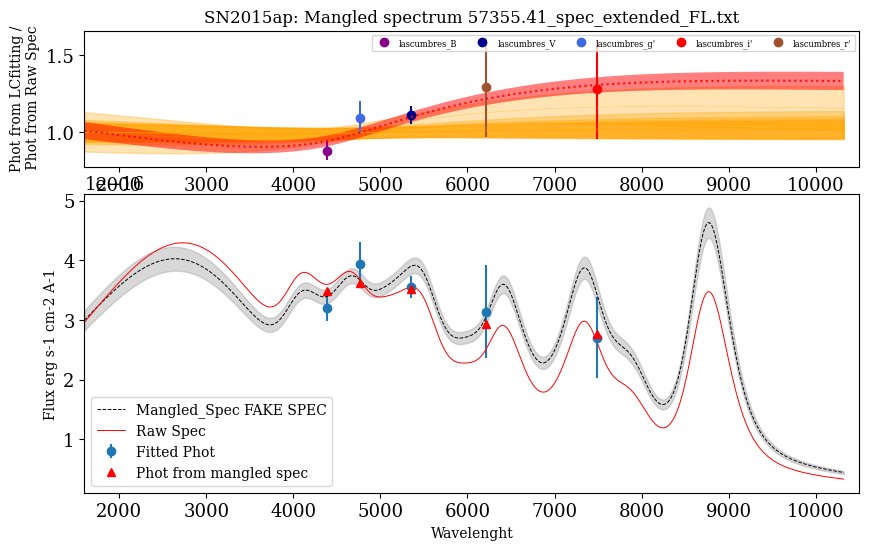 SN2015ap: Mangled spectrum 57355.41_spec_extended_FL.txt
Phot from LCfitting /
Phot from Raw Spec
1.5
1.0
lascumbres_B lascumbres_V lascumbres_g' lascumbres_i' lascumbres_r'
2000 3000 4000 5000 6000 7000 8000 9000 10000
1e−16
Flux erg s-1 cm-2 A-1
5
4
3
2
1
Mangled_Spec FAKE SPEC
Raw Spec
Fitted Phot
Phot from mangled spec
2000 3000 4000 5000 6000 7000 8000 9000 10000
Wavelenght